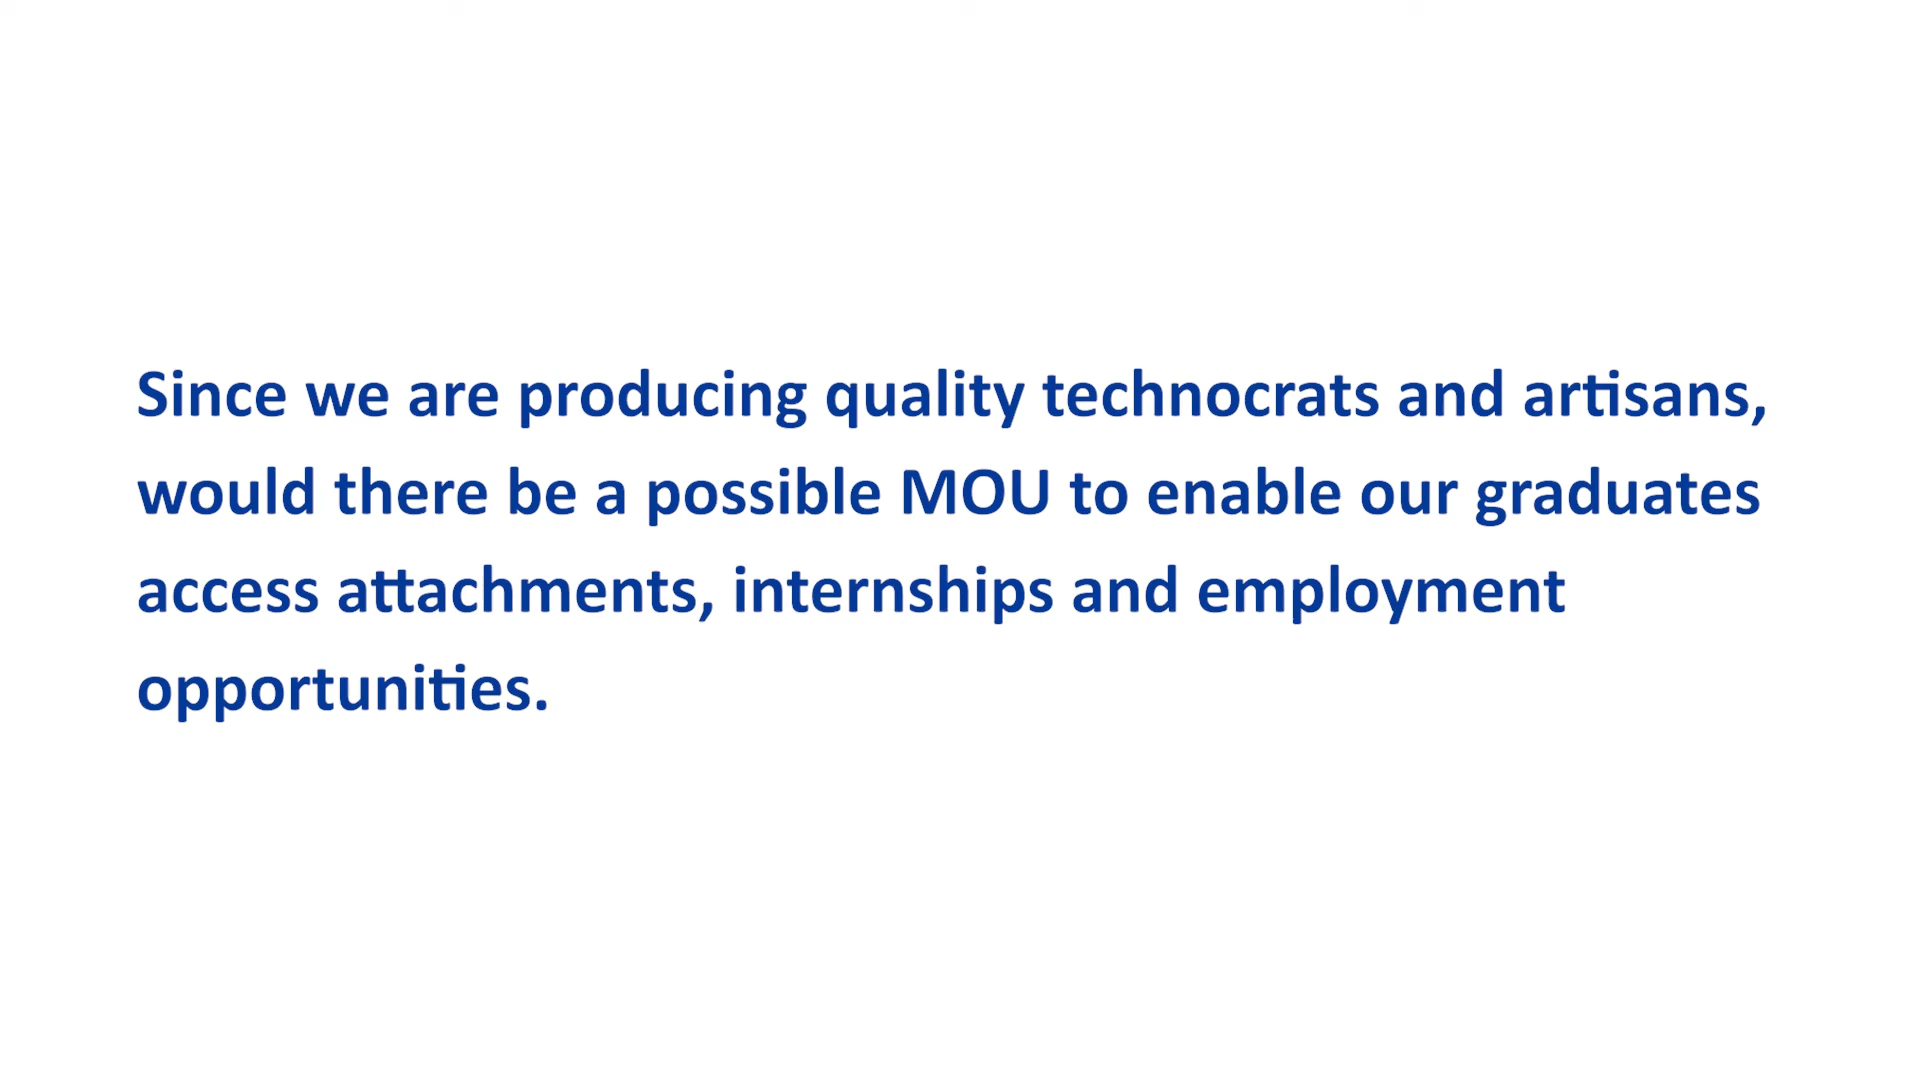 Since we are producing quality technocrats and artisans,
would there be a possible MOU to enable our graduates
access attachments, internships and employment
opportunities.